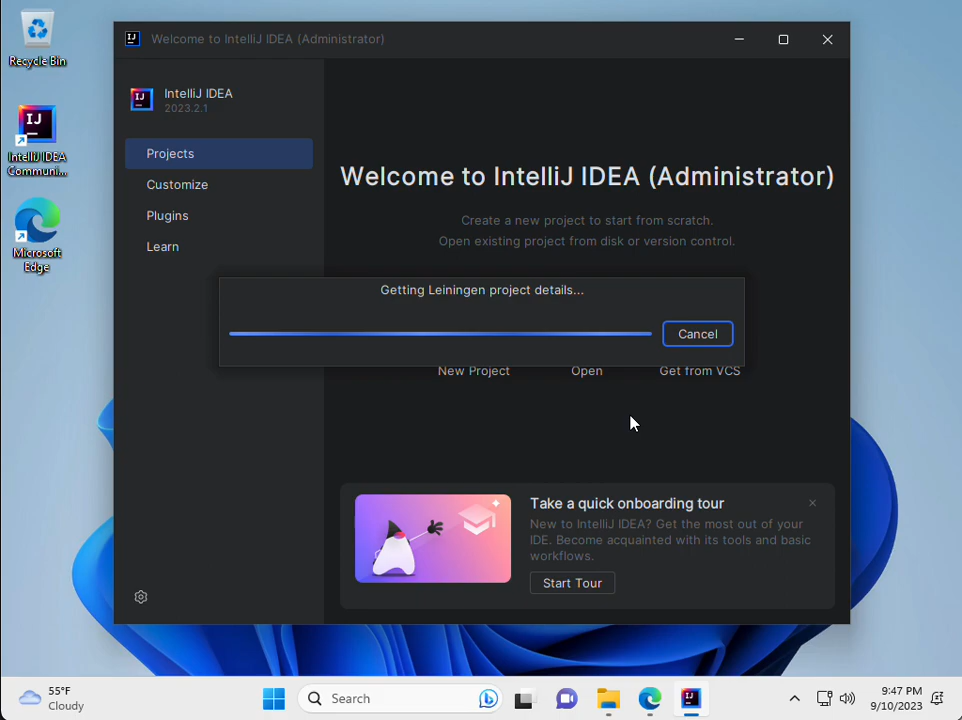 Recycle Bin
IntelliJ IDEA
Communi...
Microsoft
Edge
IJ Welcome to IntelliJ IDEA (Administrator)
IJ
IntelliJ IDEA
2023.2.1
Projects
Customize
Plugins
Learn
Welcome to IntelliJ IDEA (Administrator)
Create a new project to start from scratch.
Open existing project from disk or version control.
Getting Leiningen project details...
Cancel
New Project
Open
Get from VCS
Take a quick onboarding tour
New to IntelliJ IDEA? Get the most out of your
IDE. Become acquainted with its tools and basic
workflows.
Start Tour
55°F
Cloudy
Search
9:47 PM
9/10/2023